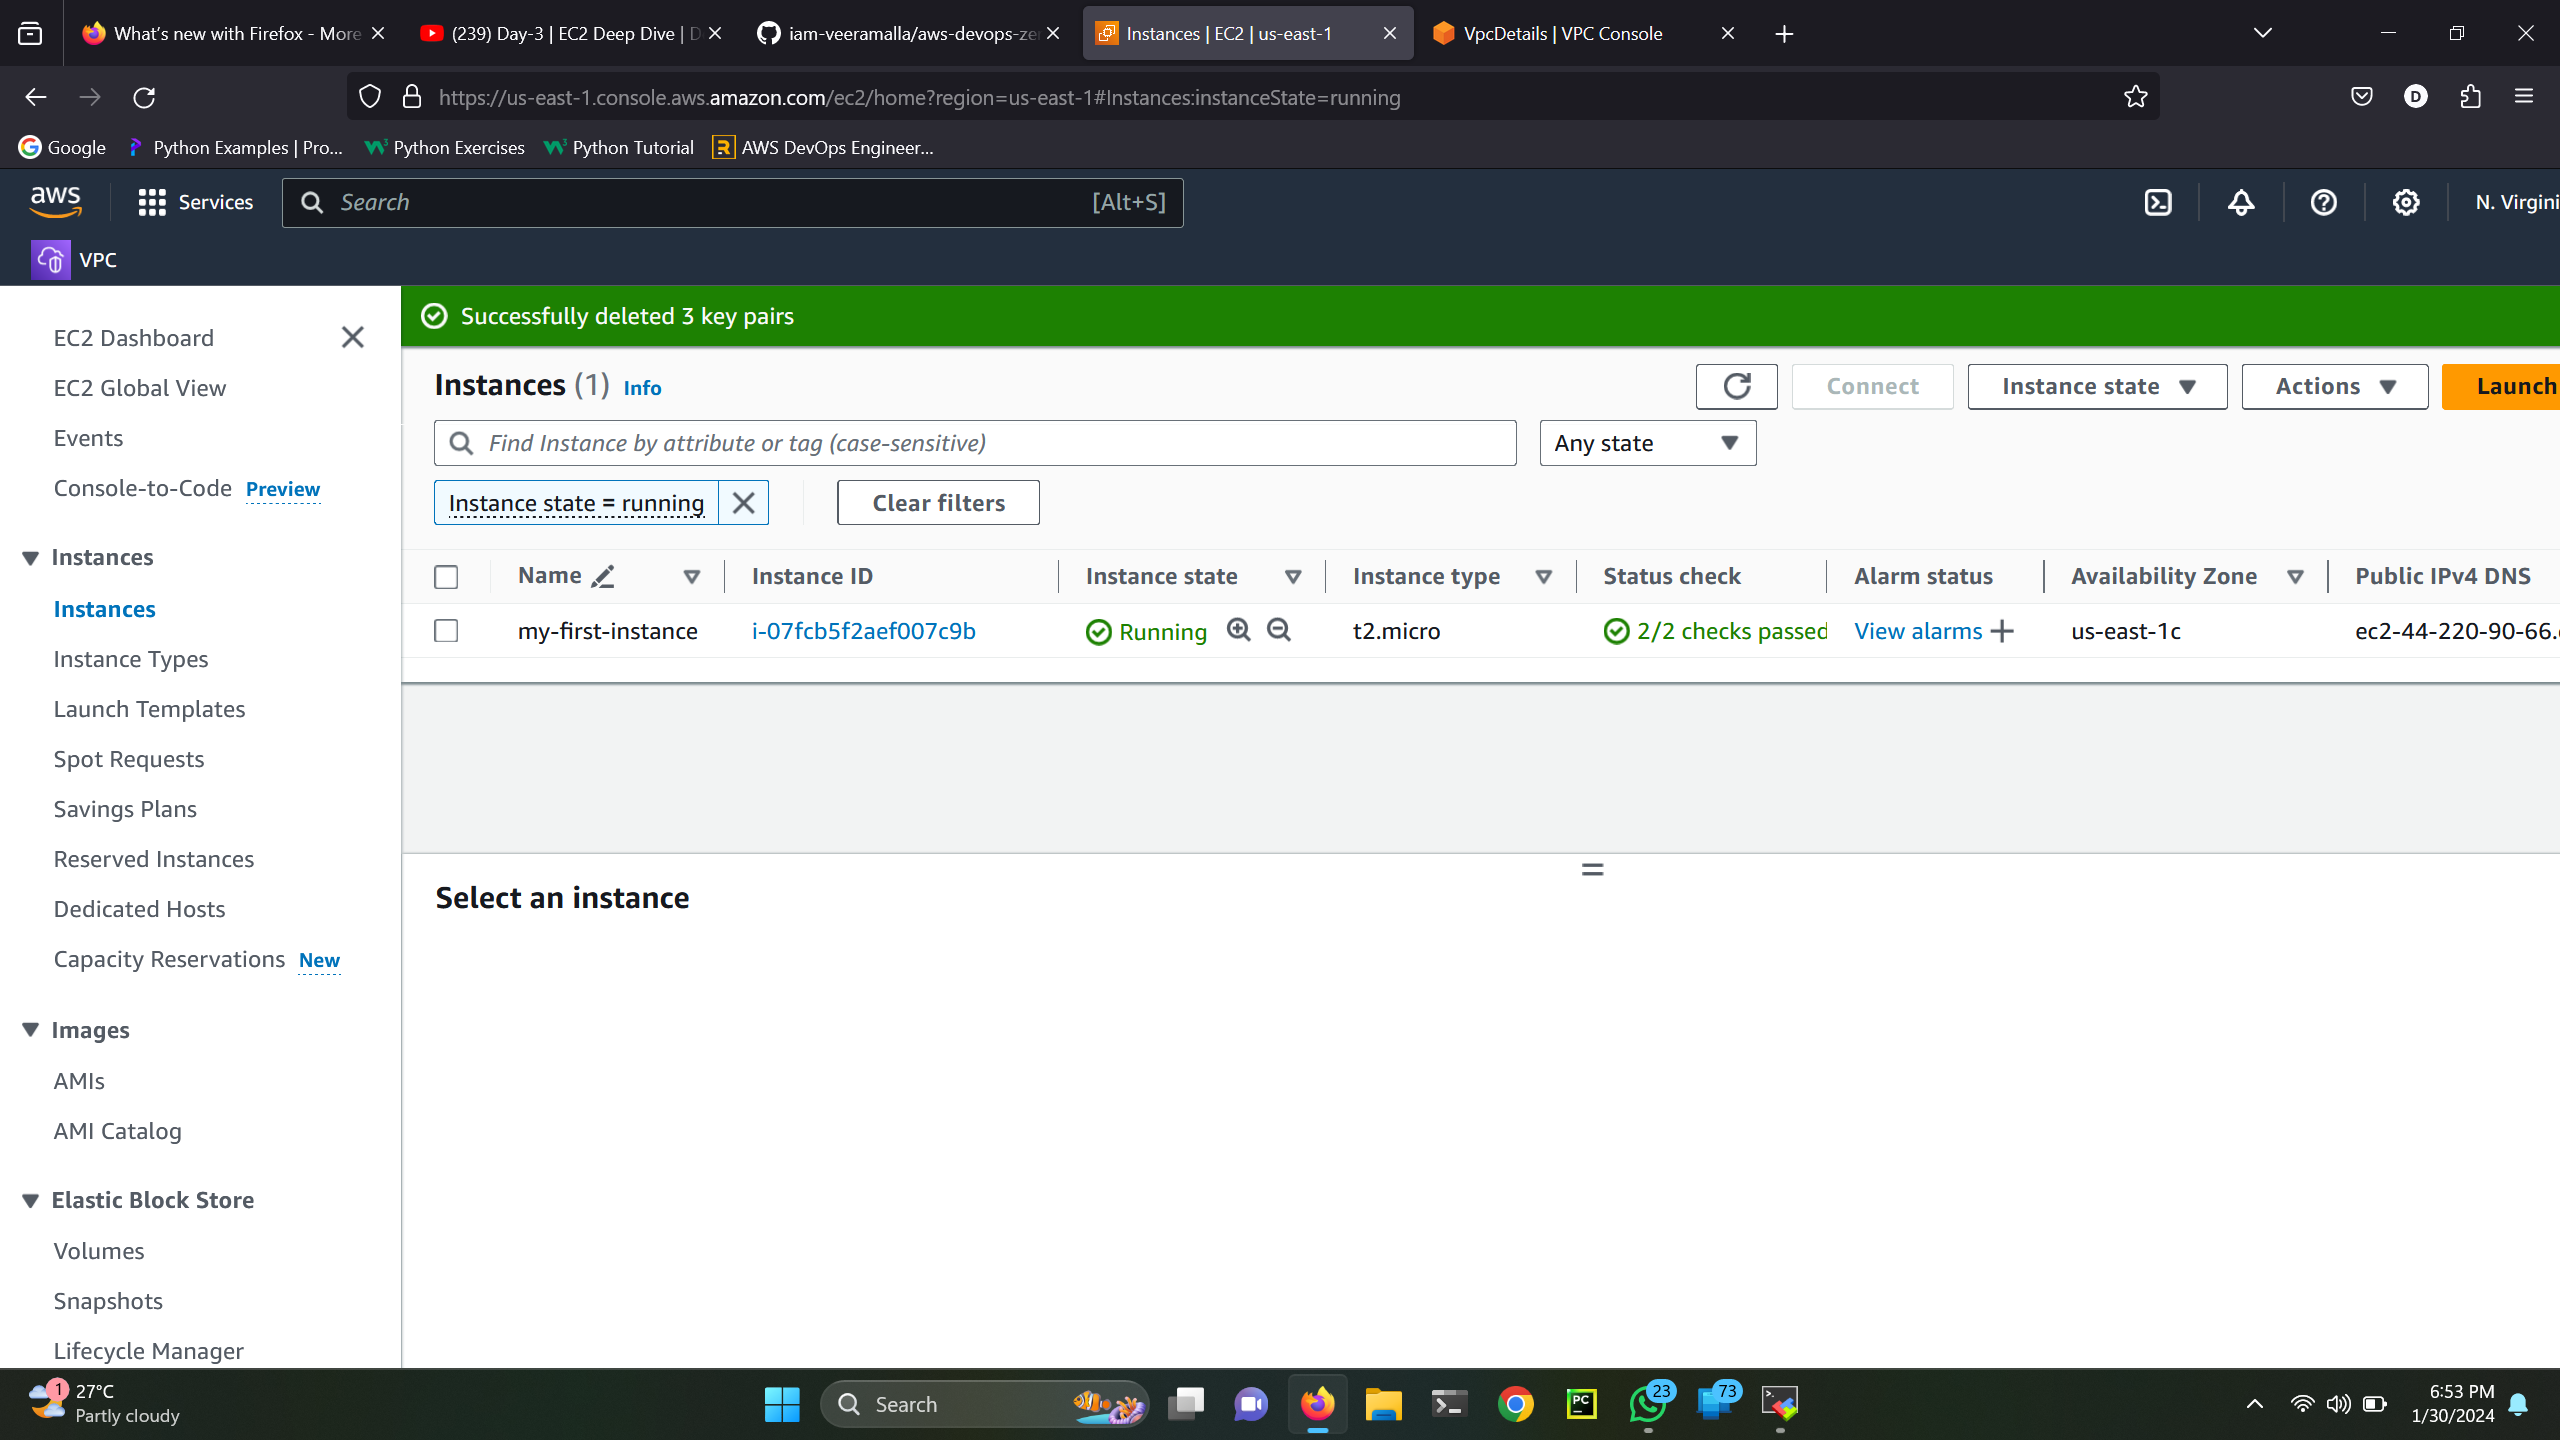 What's new with Firefox - More
(239) Day-3 | EC2 Deep Dive | D
iam-veeramalla/aws-devops-zer
Instances | EC2 | us-east-1
VpcDetails | VPC Console
https://us-east-1.console.aws.amazon.com/ec2/home?region=us-east-1#Instances:instanceState=running
D
Google
Python Examples | Pro...
Python Exercises
Python Tutorial
AWS DevOps Engineer...
aws
Services
Search
[Alt+S]
N. Virgini
VPC
Successfully deleted 3 key pairs
EC2 Dashboard
EC2 Global View
Events
Console-to-Code Preview
Instances
Instances
Instance Types
Launch Templates
Spot Requests
Savings Plans
Reserved Instances
Dedicated Hosts
Capacity Reservations New
Images
AMIs
AMI Catalog
Elastic Block Store
Volumes
Snapshots
Lifecycle Manager
Instances (1) Info
Connect
Instance state
Actions
Launch
Find Instance by attribute or tag (case-sensitive)
Any state
Instance state = running
Clear filters
Name
Instance ID
Instance state
Instance type
Status check
Alarm status
Availability Zone
Public IPv4 DNS
my-first-instance
i-07fcb5f2aef007c9b
Running
t2.micro
2/2 checks passed
View alarms
us-east-1c
ec2-44-220-90-66.
Select an instance
1
27°C
Partly cloudy
Search
PC
23
73
6:53 PM
1/30/2024